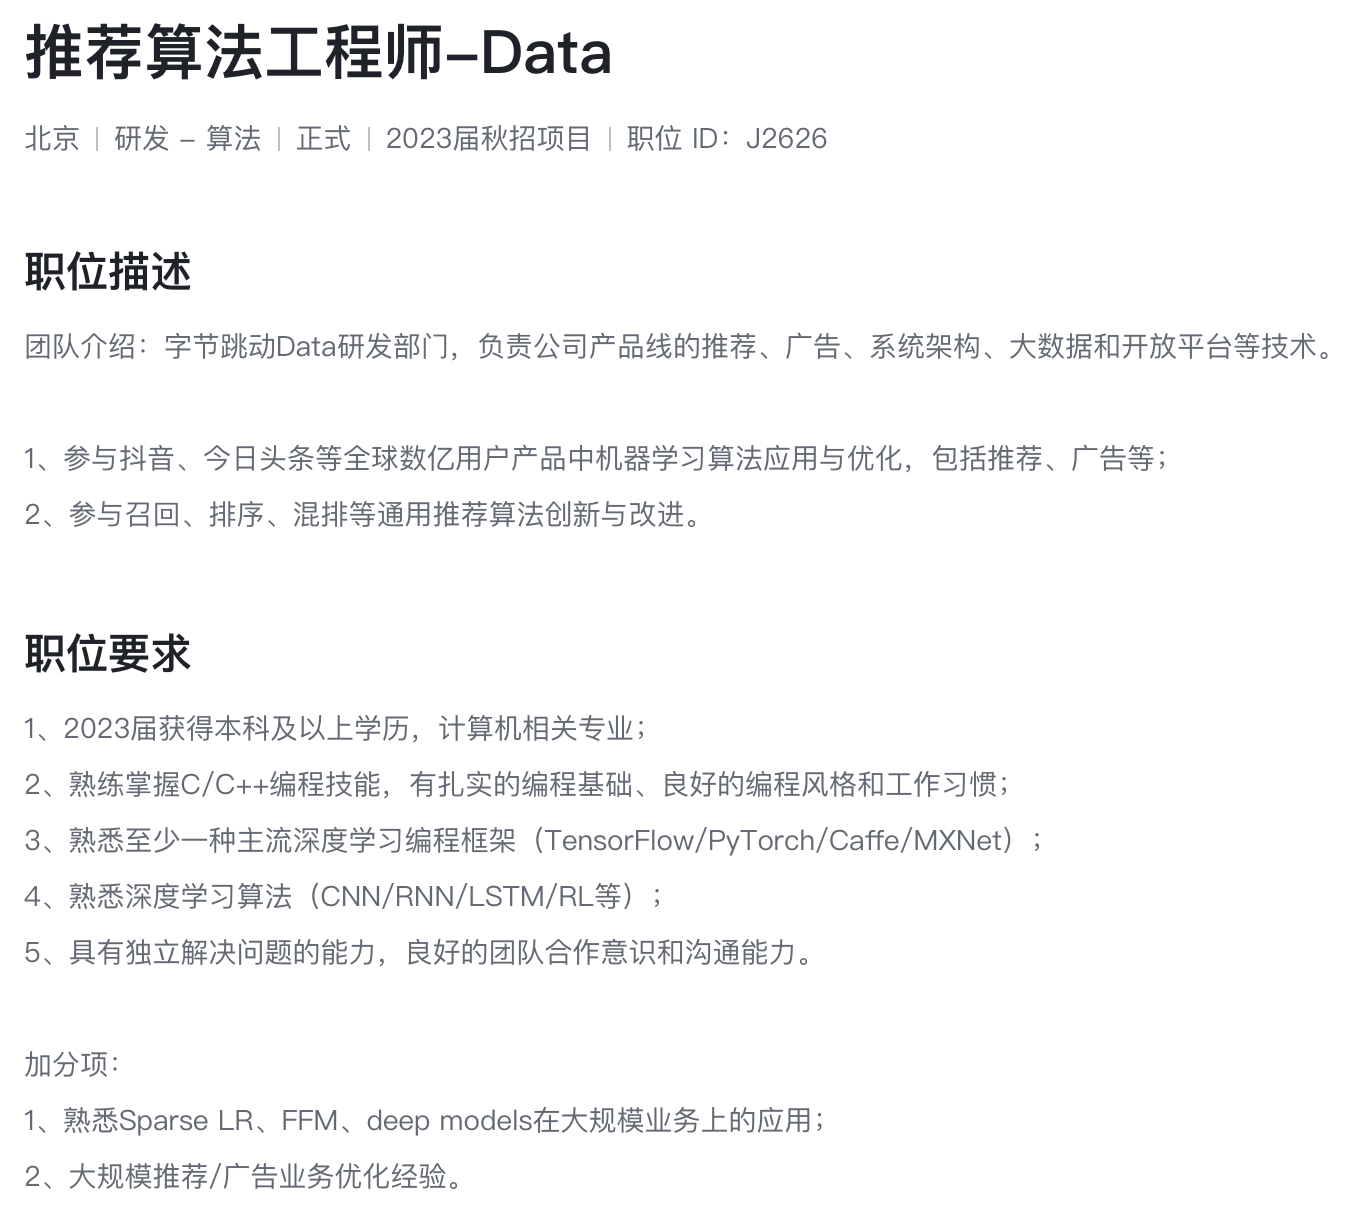 推荐算法工程师-Data
北京 | 研发 - 算法 | 正式 | 2023届秋招项目 | 职位 ID：J2626
职位描述
团队介绍：字节跳动Data研发部门，负责公司产品线的推荐、广告、系统架构、大数据和开放平台等技术。
1、参与抖音、今日头条等全球数亿用户产品中机器学习算法应用与优化，包括推荐、广告等；
2、参与召回、排序、混排等通用推荐算法创新与改进。
职位要求
1、2023届获得本科及以上学历，计算机相关专业；
2、熟练掌握C/C++编程技能，有扎实的编程基础、良好的编程风格和工作习惯；
3、熟悉至少一种主流深度学习编程框架（TensorFlow/PyTorch/Caffe/MXNet）；
4、熟悉深度学习算法（CNN/RNN/LSTM/RL等）；
5、具有独立解决问题的能力，良好的团队合作意识和沟通能力。
加分项：
1、熟悉Sparse LR、FFM、deep models在大规模业务上的应用；
2、大规模推荐/广告业务优化经验。